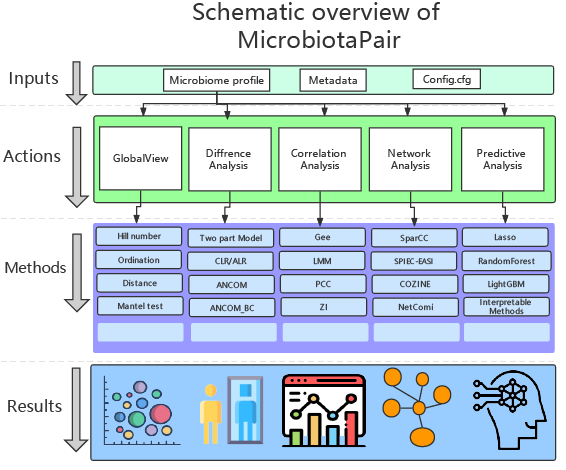 Schematic overview of
MicrobiotaPair
Inputs
Microbiome profile
Metadata
Config.cfg
Actions
GlobalView
Diffrence
Analysis
Correlation
Analysis
Network
Analysis
Predictive
Analysis
Methods
Hill number
Two part Model
Gee
SparCC
Lasso
Ordination
CLR/ALR
LMM
SPIEC-EASI
RandomForest
Distance
ANCOM
PCC
COZINE
LightGBM
Mantel test
ANCOM_BC
ZI
NetComi
Interpretable
Methods
Results